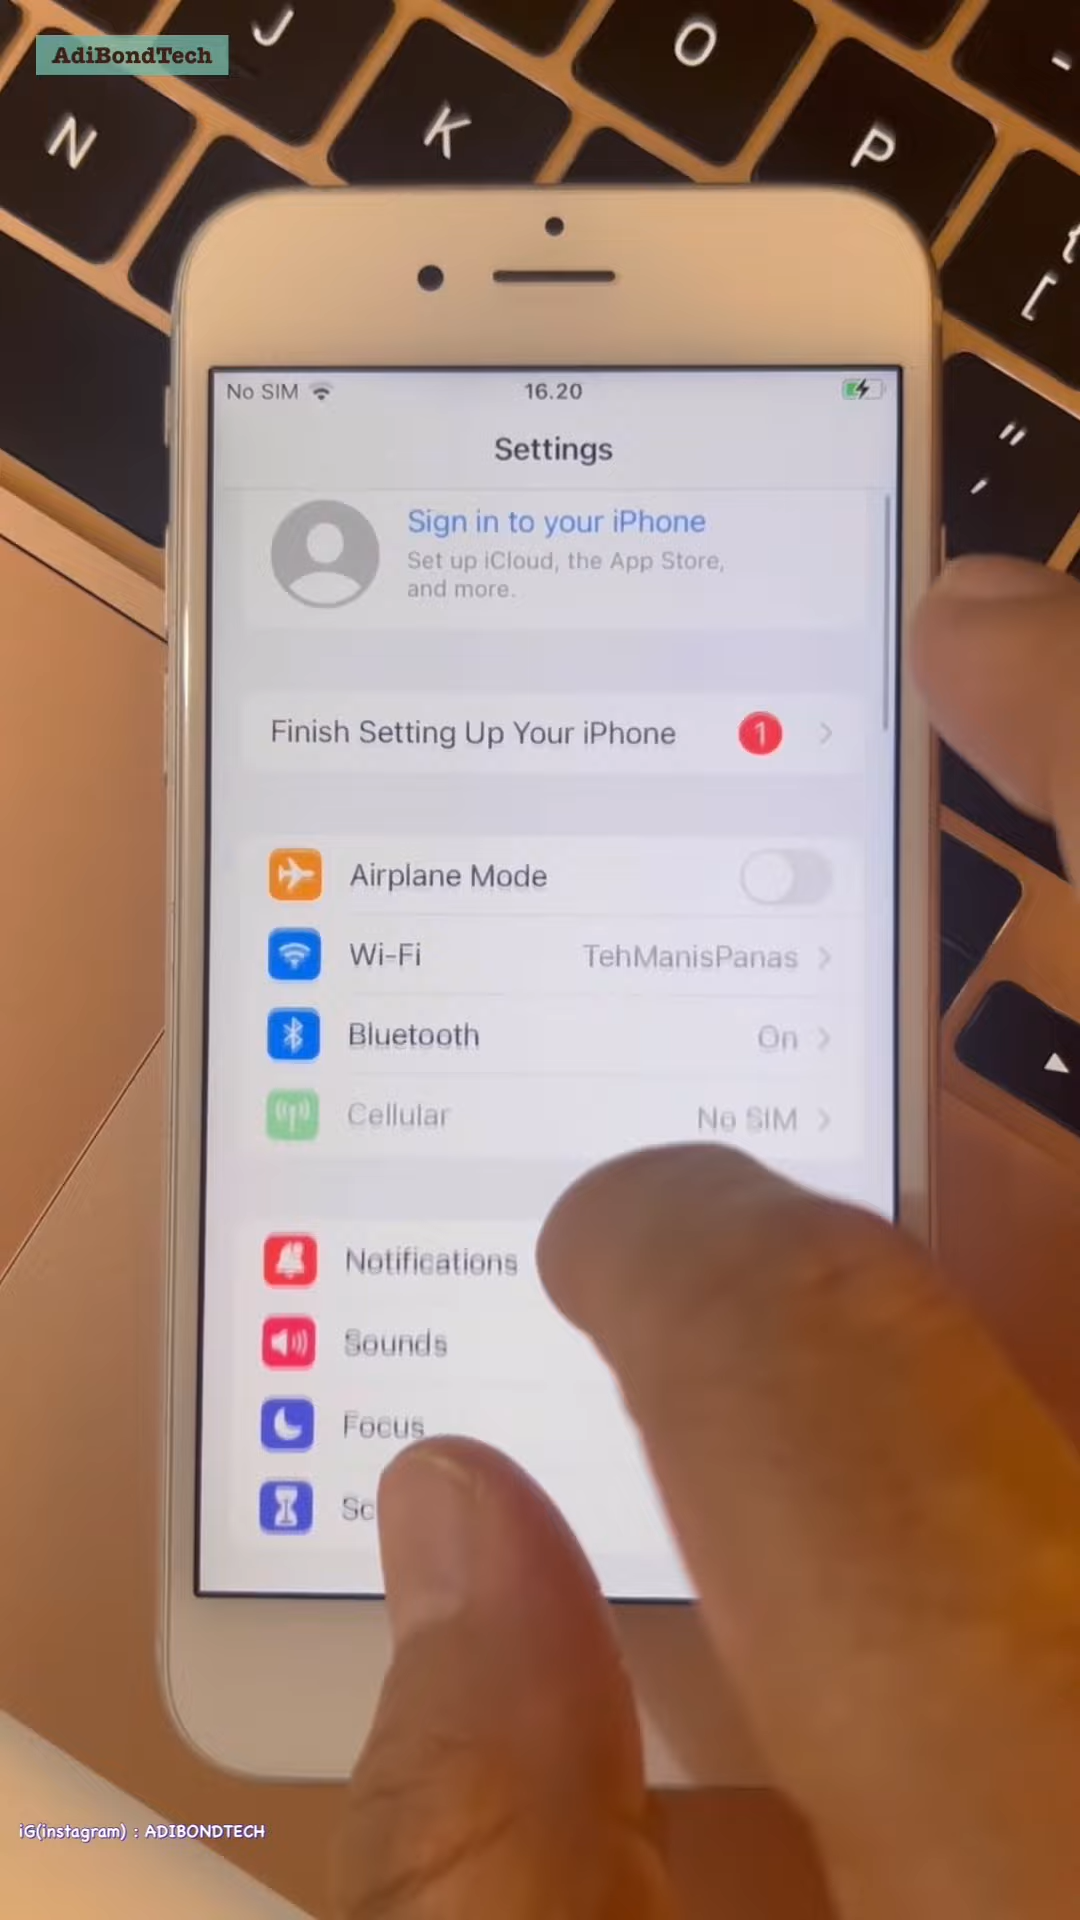 AdiBondTech
J
O
-
N
K
P
[
"
,
No SIM
16.20
Settings
Sign in to your iPhone
Set up iCloud, the App Store,
and more.
Finish Setting Up Your iPhone
1
Airplane Mode
Wi-Fi
TehManisPanas
Bluetooth
On
Cellular
No SIM
Notifications
Sounds
Focus
Sc
iG(instagram) : ADIBONDTECH